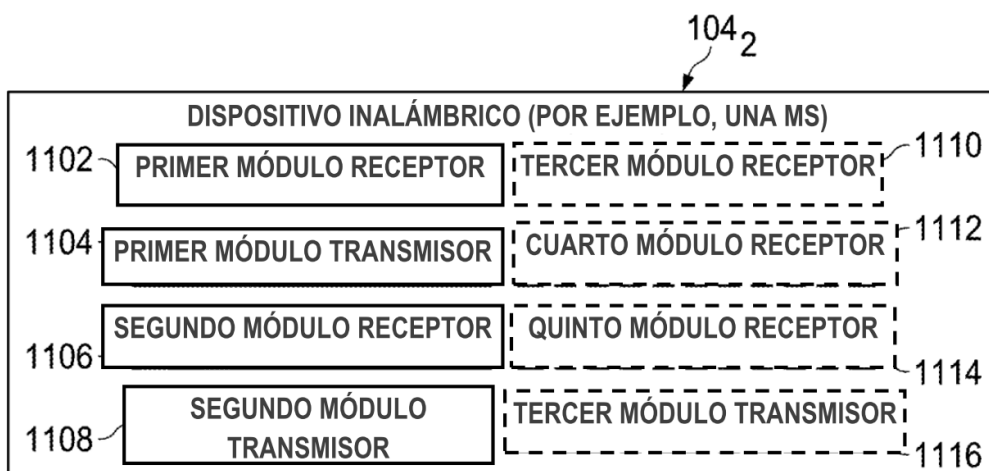 104₂
DISPOSITIVO INALÁMBRICO (POR EJEMPLO, UNA MS)
1102 PRIMER MÓDULO RECEPTOR TERCER MÓDULO RECEPTOR 1110
1104 PRIMER MÓDULO TRANSMISOR CUARTO MÓDULO RECEPTOR 1112
1106 SEGUNDO MÓDULO RECEPTOR QUINTO MÓDULO RECEPTOR 1114
1108 SEGUNDO MÓDULO TRANSMISOR TERCER MÓDULO TRANSMISOR 1116